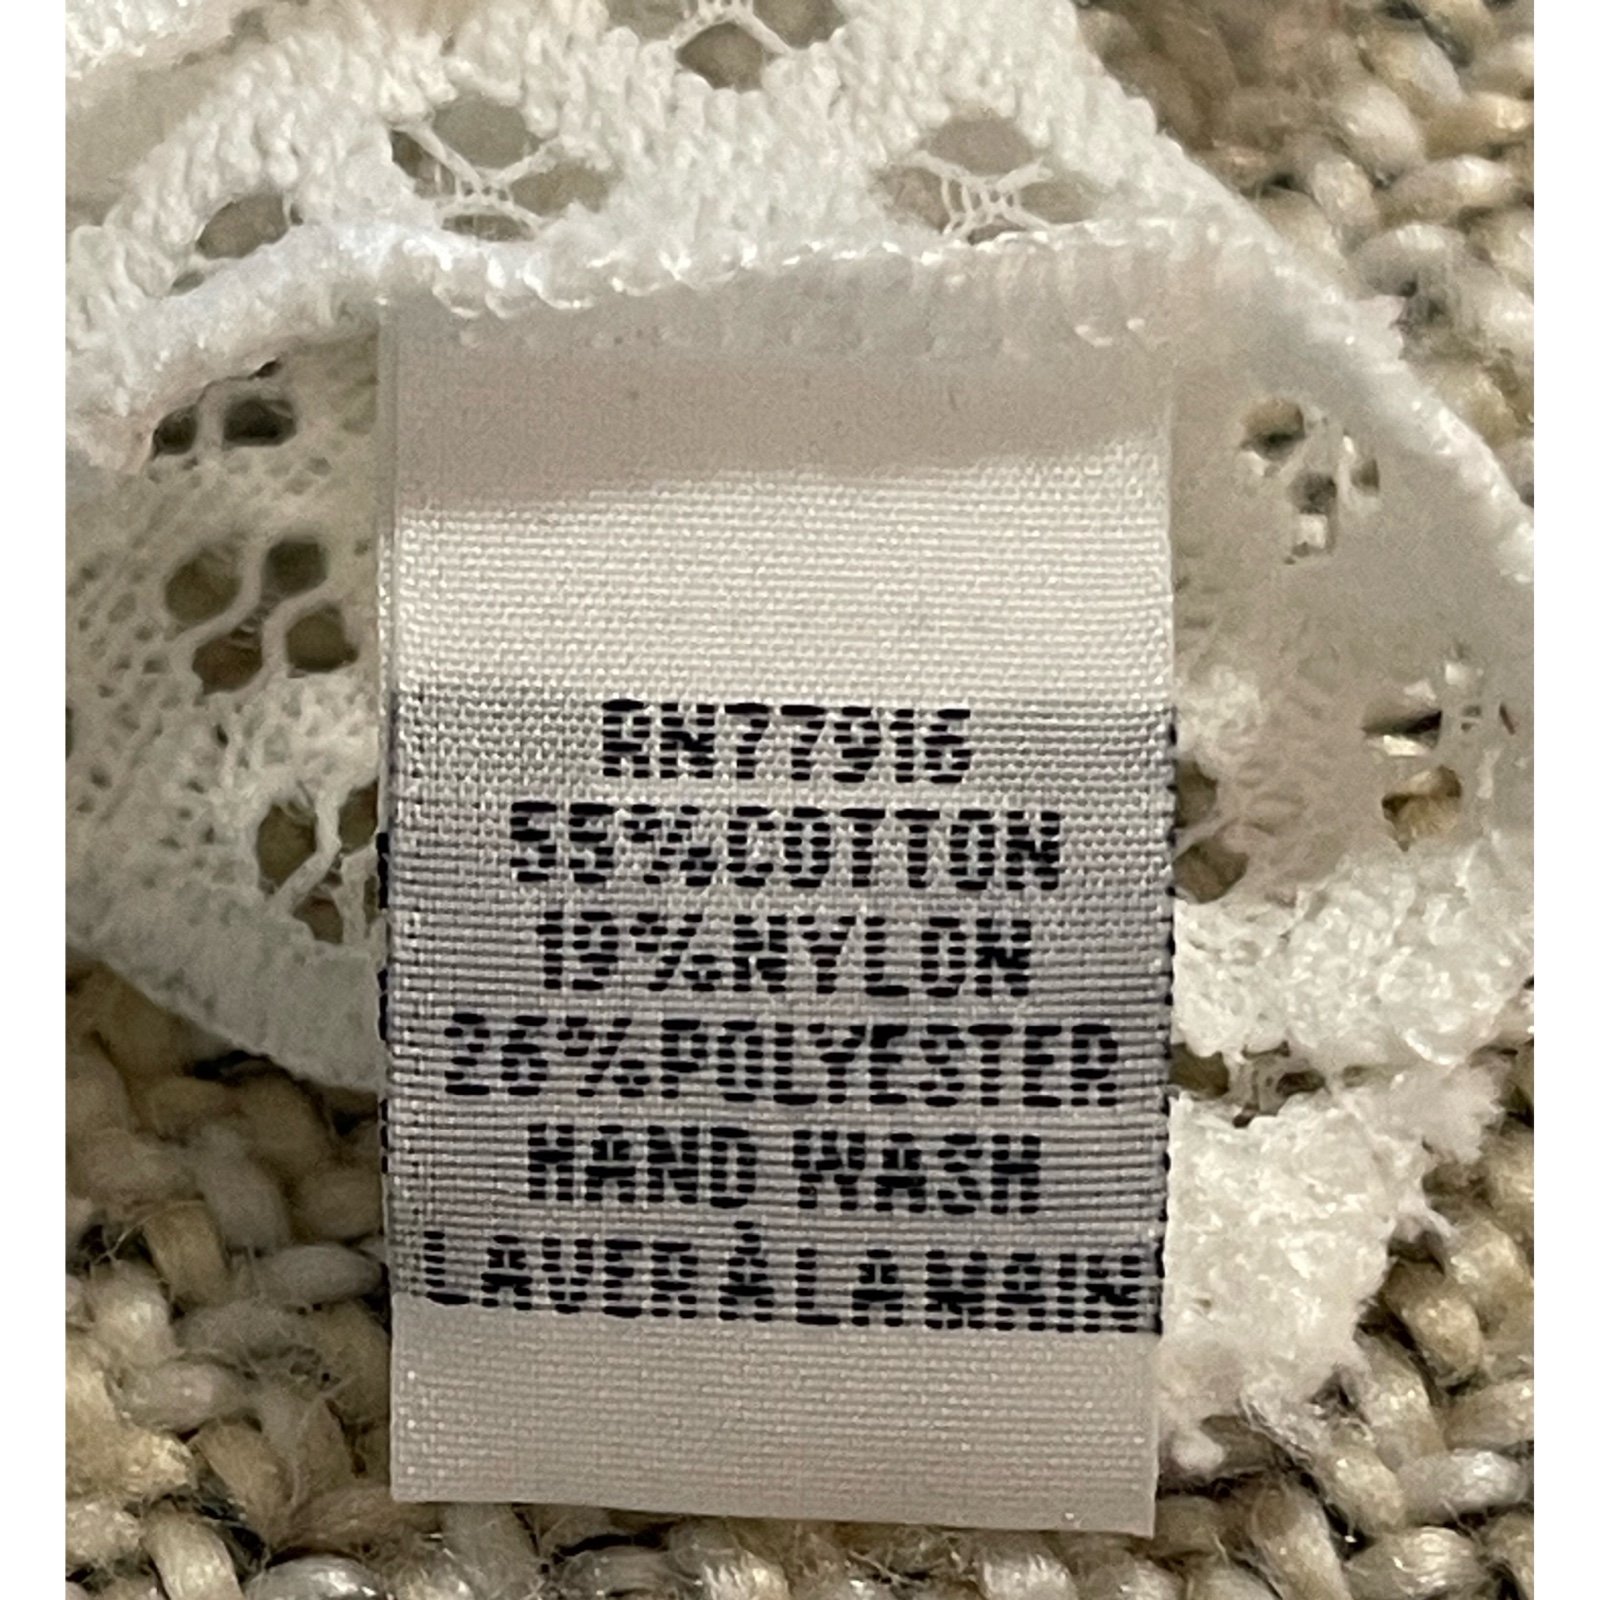 RN77916
55%COTTON
19%NYLON
26%POLYESTER
HAND WASH
LAVER À LA MAIN